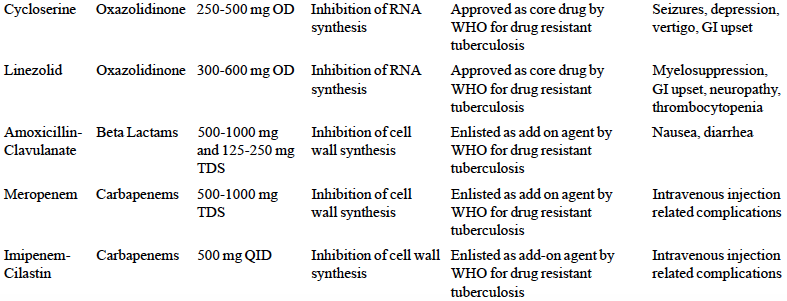 Cycloserine Oxazolidinone 250-500 mg OD Inhibition of RNA synthesis Approved as core drug by WHO for drug resistant tuberculosis Seizures, depression, vertigo, GI upset
Linezolid Oxazolidinone 300-600 mg OD Inhibition of RNA synthesis Approved as core drug by WHO for drug resistant tuberculosis Myelosuppression, GI upset, neuropathy, thrombocytopenia
Amoxicillin-Clavulanate Beta Lactams 500-1000 mg and 125-250 mg TDS Inhibition of cell wall synthesis Enlisted as add on agent by WHO for drug resistant tuberculosis Nausea, diarrhea
Meropenem Carbapenems 500-1000 mg TDS Inhibition of cell wall synthesis Enlisted as add on agent by WHO for drug resistant tuberculosis Intravenous injection related complications
Imipenem-Cilastin Carbapenems 500 mg QID Inhibition of cell wall synthesis Enlisted as add-on agent by WHO for drug resistant tuberculosis Intravenous injection related complications